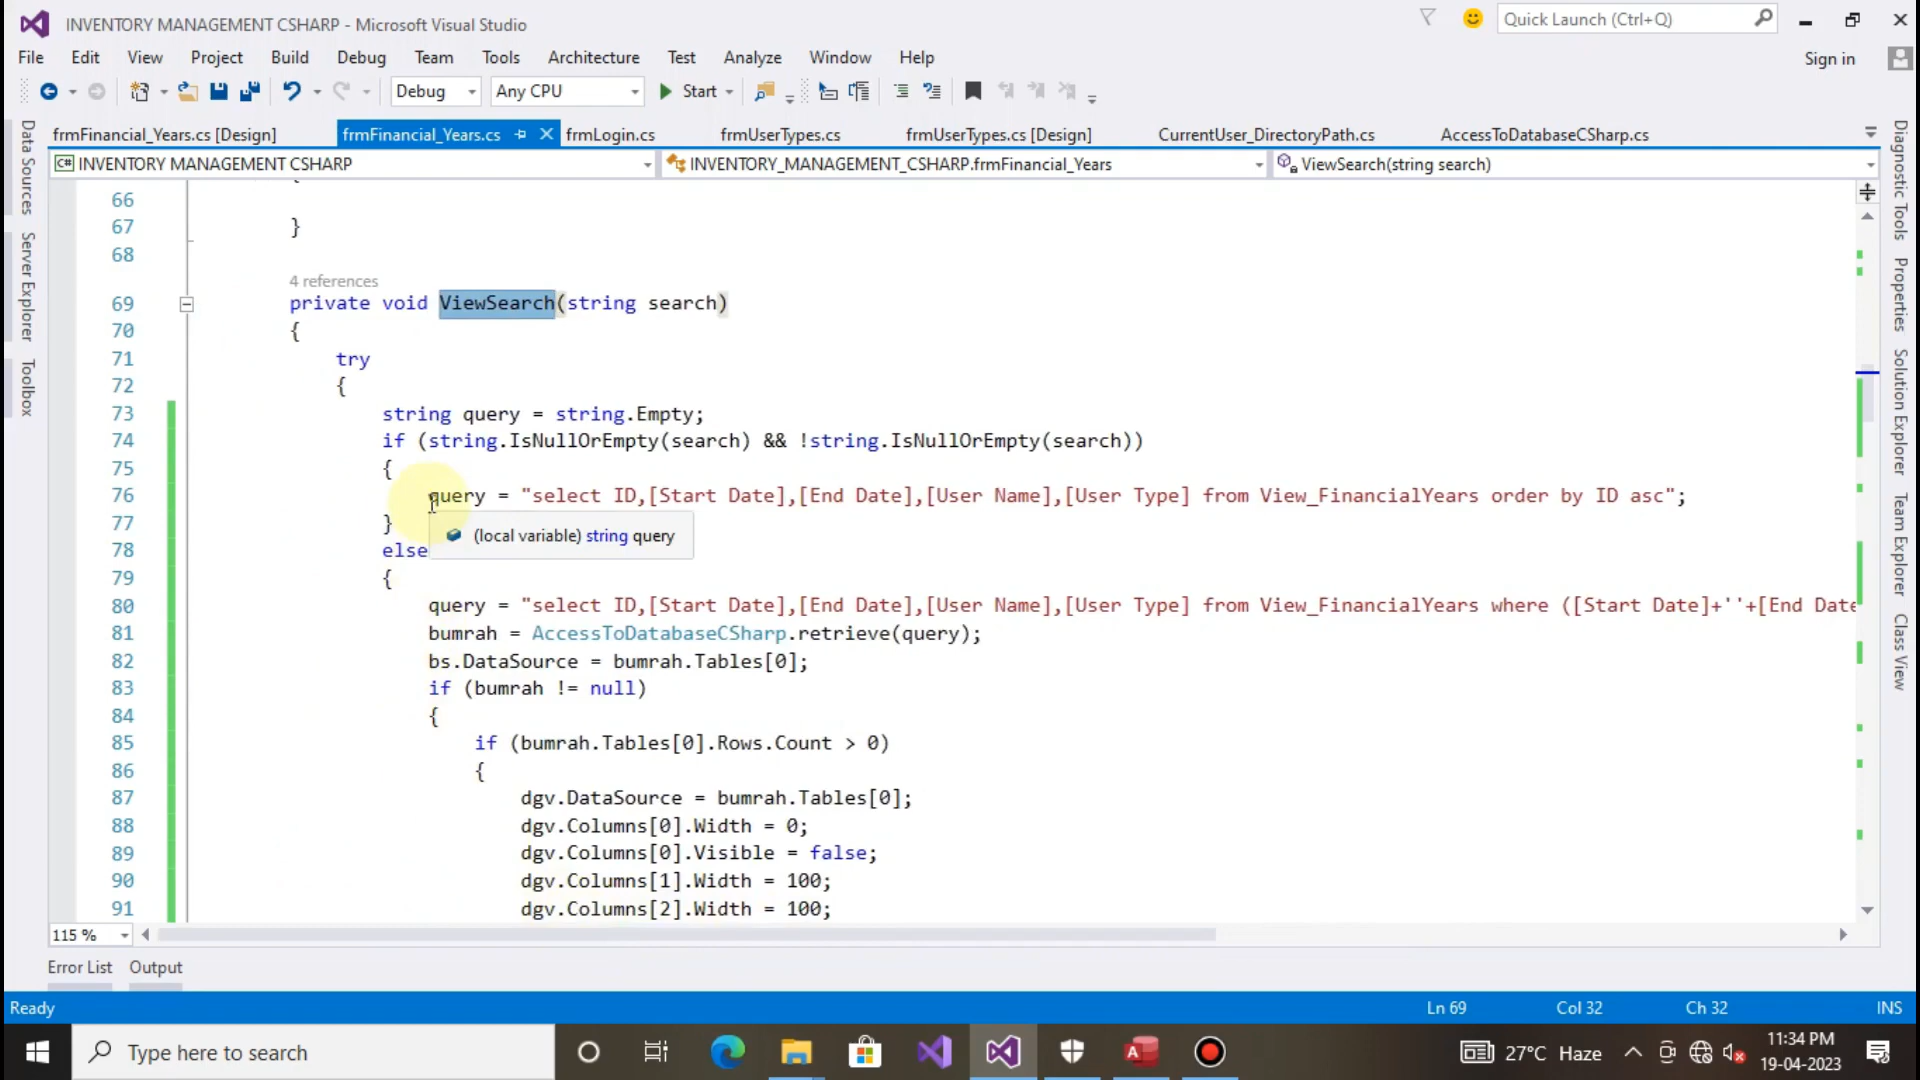 INVENTORY MANAGEMENT CSHARP - Microsoft Visual Studio
Quick Launch (Ctrl+Q)
File Edit View Project Build Debug Team Tools Architecture Test Analyze Window Help
Sign in
Debug Any CPU Start
frmFinancial_Years.cs [Design] frmFinancial_Years.cs frmLogin.cs frmUserTypes.cs frmUserTypes.cs [Design] CurrentUser_DirectoryPath.cs AccessToDatabaseCSharp.cs
C# INVENTORY MANAGEMENT CSHARP INVENTORY_MANAGEMENT_CSHARP.frmFinancial_Years ViewSearch(string search)
Data Sources
Server Explorer
Toolbox
66
67 }
68
4 references
69 private void ViewSearch(string search)
70 {
71 try
72 {
73 string query = string.Empty;
74 if (string.IsNullOrEmpty(search) && !string.IsNullOrEmpty(search))
75 {
76 query = "select ID,[Start Date],[End Date],[User Name],[User Type] from View_FinancialYears order by ID asc";
77 }
(local variable) string query
78 else
79 {
80 query = "select ID,[Start Date],[End Date],[User Name],[User Type] from View_FinancialYears where ([Start Date]+''+[End Date
81 bumrah = AccessToDatabaseCSharp.retrieve(query);
82 bs.DataSource = bumrah.Tables[0];
83 if (bumrah != null)
84 {
85 if (bumrah.Tables[0].Rows.Count > 0)
86 {
87 dgv.DataSource = bumrah.Tables[0];
88 dgv.Columns[0].Width = 0;
89 dgv.Columns[0].Visible = false;
90 dgv.Columns[1].Width = 100;
91 dgv.Columns[2].Width = 100;
Diagnostic Tools
Properties
Solution Explorer
Team Explorer
Class View
115 %
Error List Output
Ready Ln 69 Col 32 Ch 32 INS
Type here to search
A
27°C Haze
11:34 PM
19-04-2023